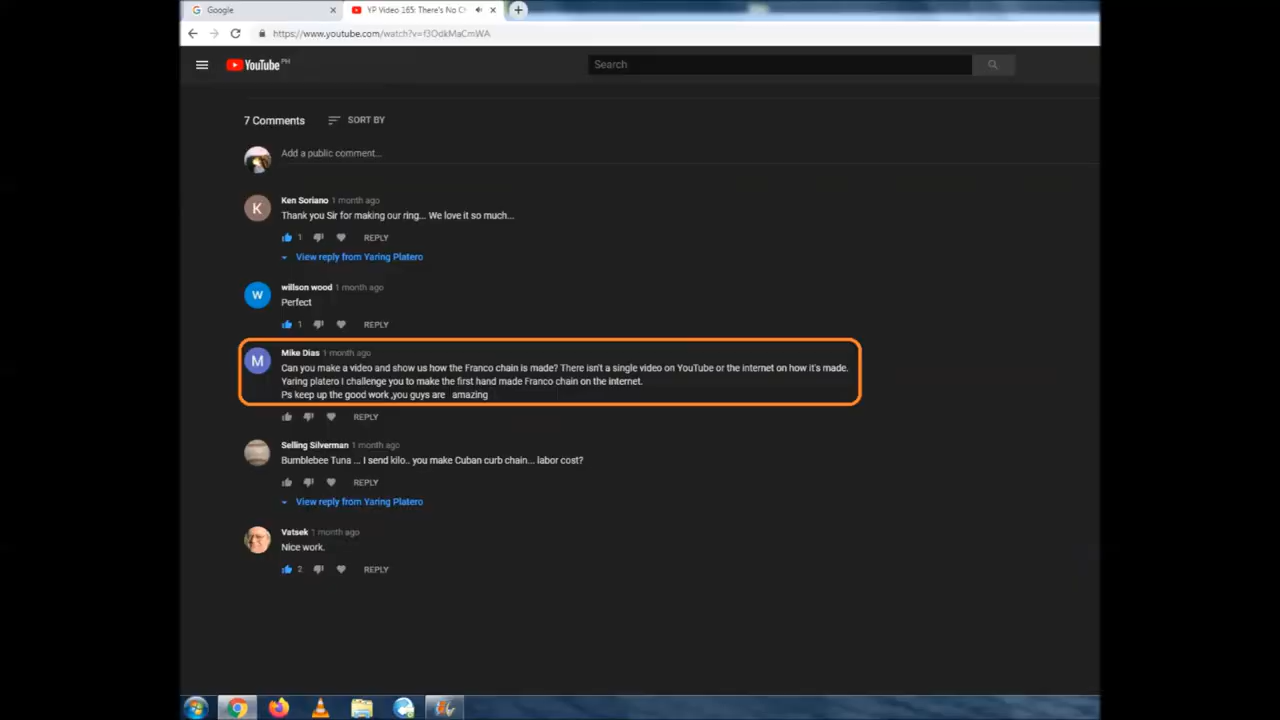 Google
YP Video 165: There's No C
https://www.youtube.com/watch?v=f3OdkMaCmWA
YouTube PH
Search
7 Comments
SORT BY
Add a public comment...
K
Ken Soriano 1 month ago
Thank you Sir for making our ring... We love it so much...
1
REPLY
View reply from Yaring Platero
W
willson wood 1 month ago
Perfect
1
REPLY
M
Mike Dias 1 month ago
Can you make a video and show us how the Franco chain is made? There isn't a single video on YouTube or the internet on how it's made.
Yaring platero I challenge you to make the first hand made Franco chain on the internet.
Ps keep up the good work ,you guys are amazing
REPLY
Selling Silverman 1 month ago
Bumblebee Tuna ... I send kilo.. you make Cuban curb chain... labor cost?
REPLY
View reply from Yaring Platero
Vatsek 1 month ago
Nice work.
2
REPLY